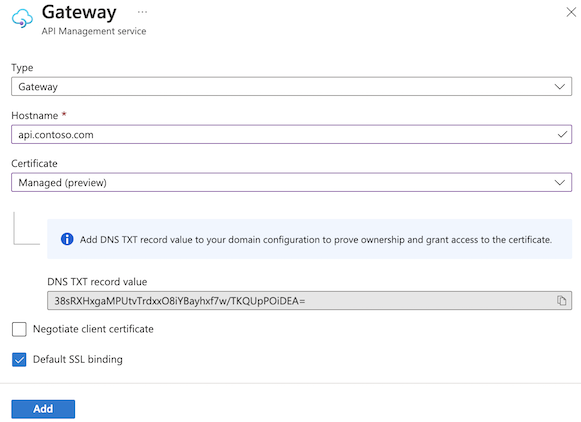 Gateway ...
API Management service
Type
Gateway
Hostname *
api.contoso.com
Certificate
Managed (preview)
Add DNS TXT record value to your domain configuration to prove ownership and grant access to the certificate.
DNS TXT record value
38sRXHxgaMPUtvTrdxxO8iYBayhxf7w/TKQUpPOiDEA=
Negotiate client certificate
Default SSL binding
Add